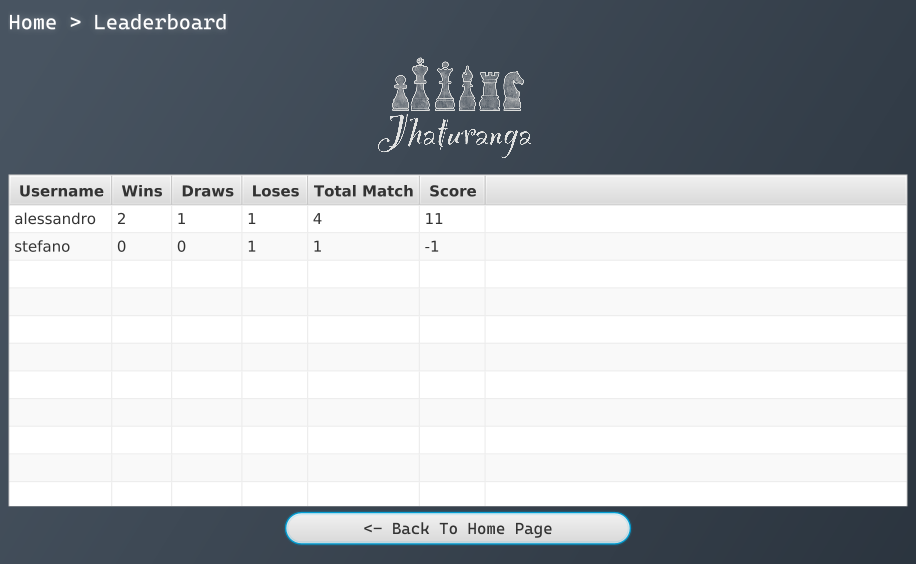 Home > Leaderboard
Jhaturanga
Username Wins Draws Loses Total Match Score
alessandro 2 1 1 4 11
stefano 0 0 1 1 -1
<- Back To Home Page